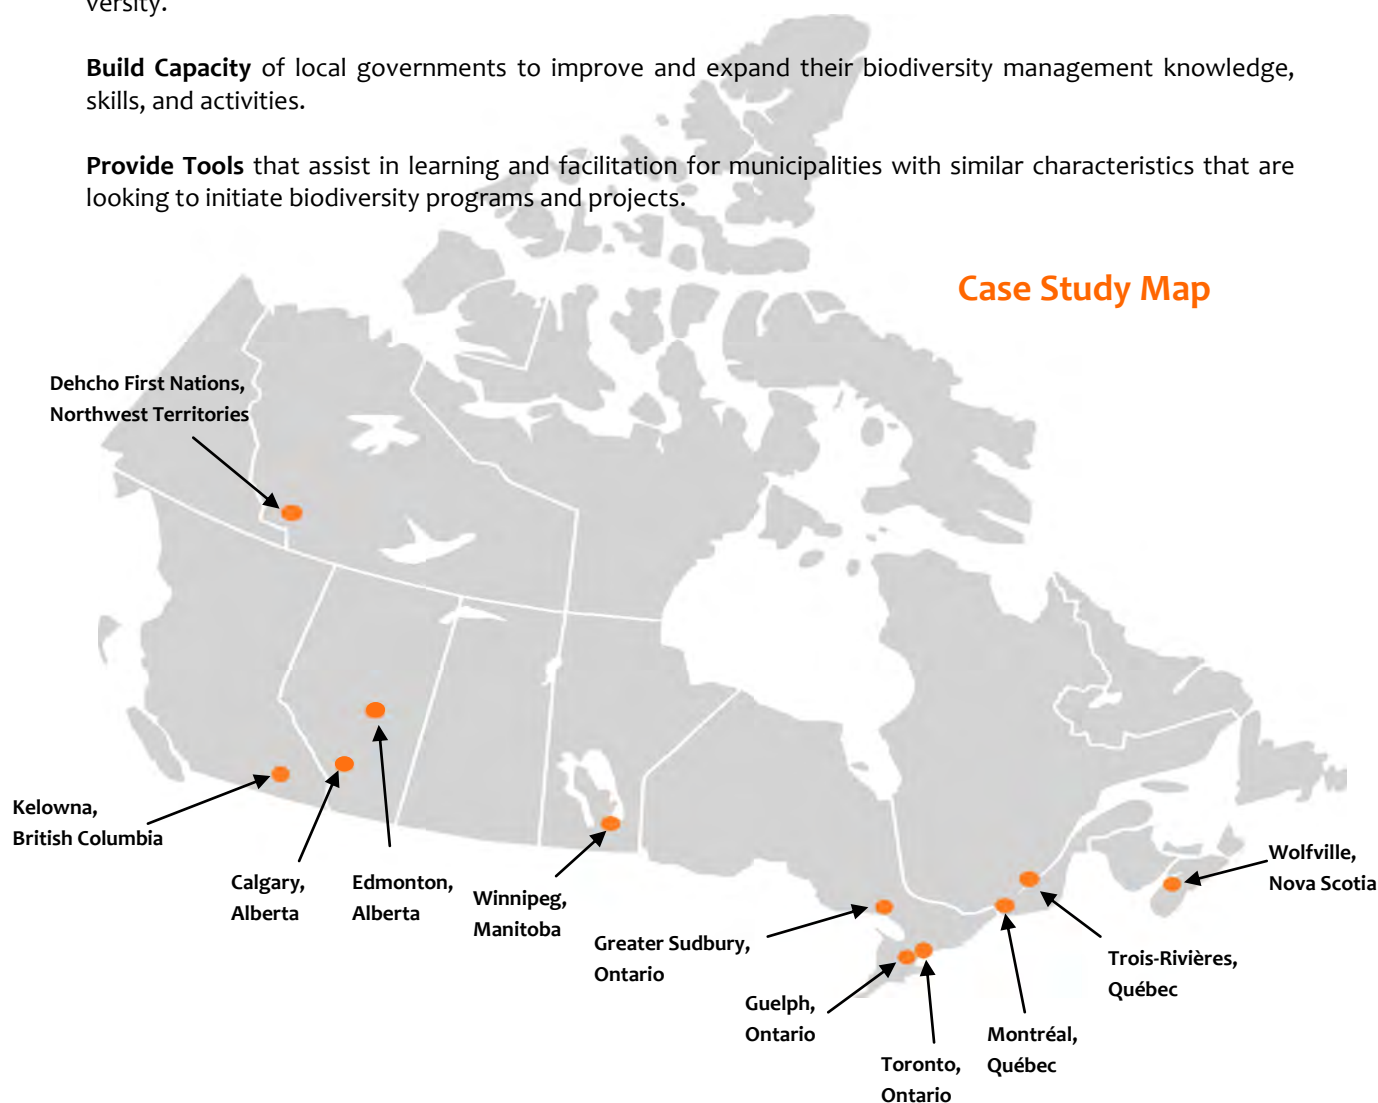 versity.
Build Capacity of local governments to improve and expand their biodiversity management knowledge,
skills, and activities.
Provide Tools that assist in learning and facilitation for municipalities with similar characteristics that are
looking to initiate biodiversity programs and projects.
Case Study Map
Dehcho First Nations,
Northwest Territories
Kelowna,
British Columbia
Calgary,
Alberta
Edmonton,
Alberta
Winnipeg,
Manitoba
Greater Sudbury,
Ontario
Guelph,
Ontario
Toronto,
Ontario
Montréal,
Québec
Trois-Rivières,
Québec
Wolfville,
Nova Scotia